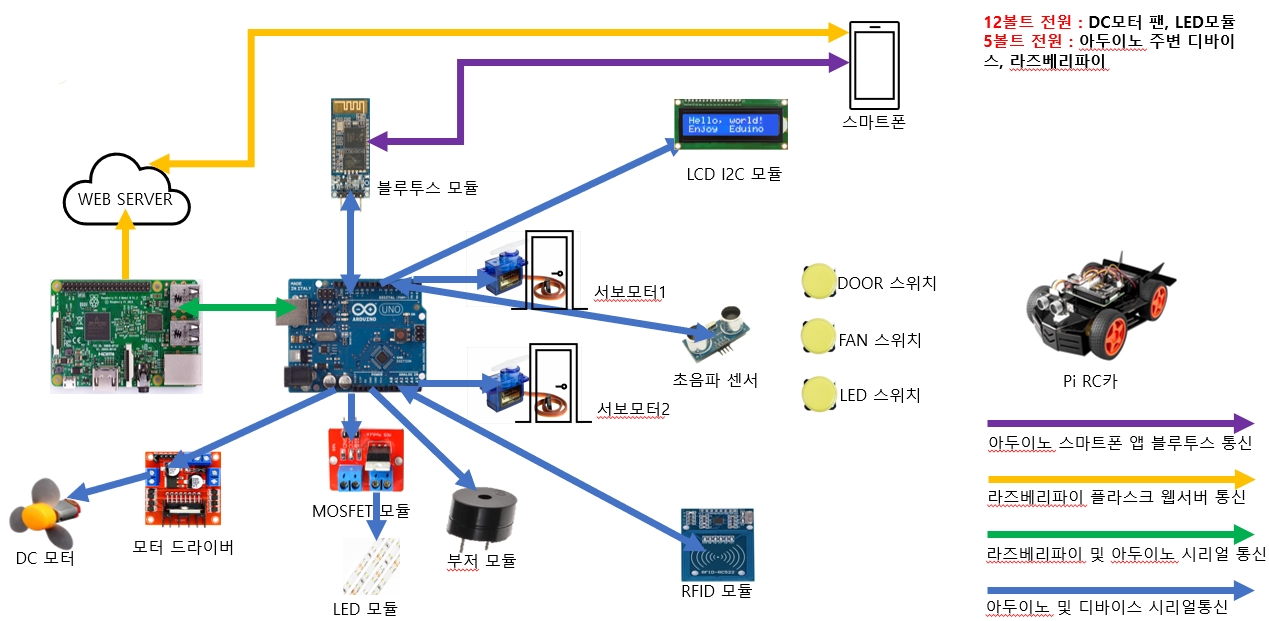 12볼트 전원 : DC모터 팬, LED모듈
5볼트 전원 : 아두이노 주변 디바이
스, 라즈베리파이
스마트폰
Hello, world!
Enjoy Eduino
LCD I2C 모듈
블루투스 모듈
WEB SERVER
MADE
IN ITALY
UNO
ARDUINO
서보모터1
초음파 센서
서보모터2
DOOR 스위치
FAN 스위치
LED 스위치
Pi RC카
아두이노 스마트폰 앱 블루투스 통신
라즈베리파이 플라스크 웹서버 통신
라즈베리파이 및 아두이노 시리얼 통신
아두이노 및 디바이스 시리얼통신
DC 모터
모터 드라이버
MOSFET 모듈
LED 모듈
부저 모듈
RFID-RC522
RFID 모듈